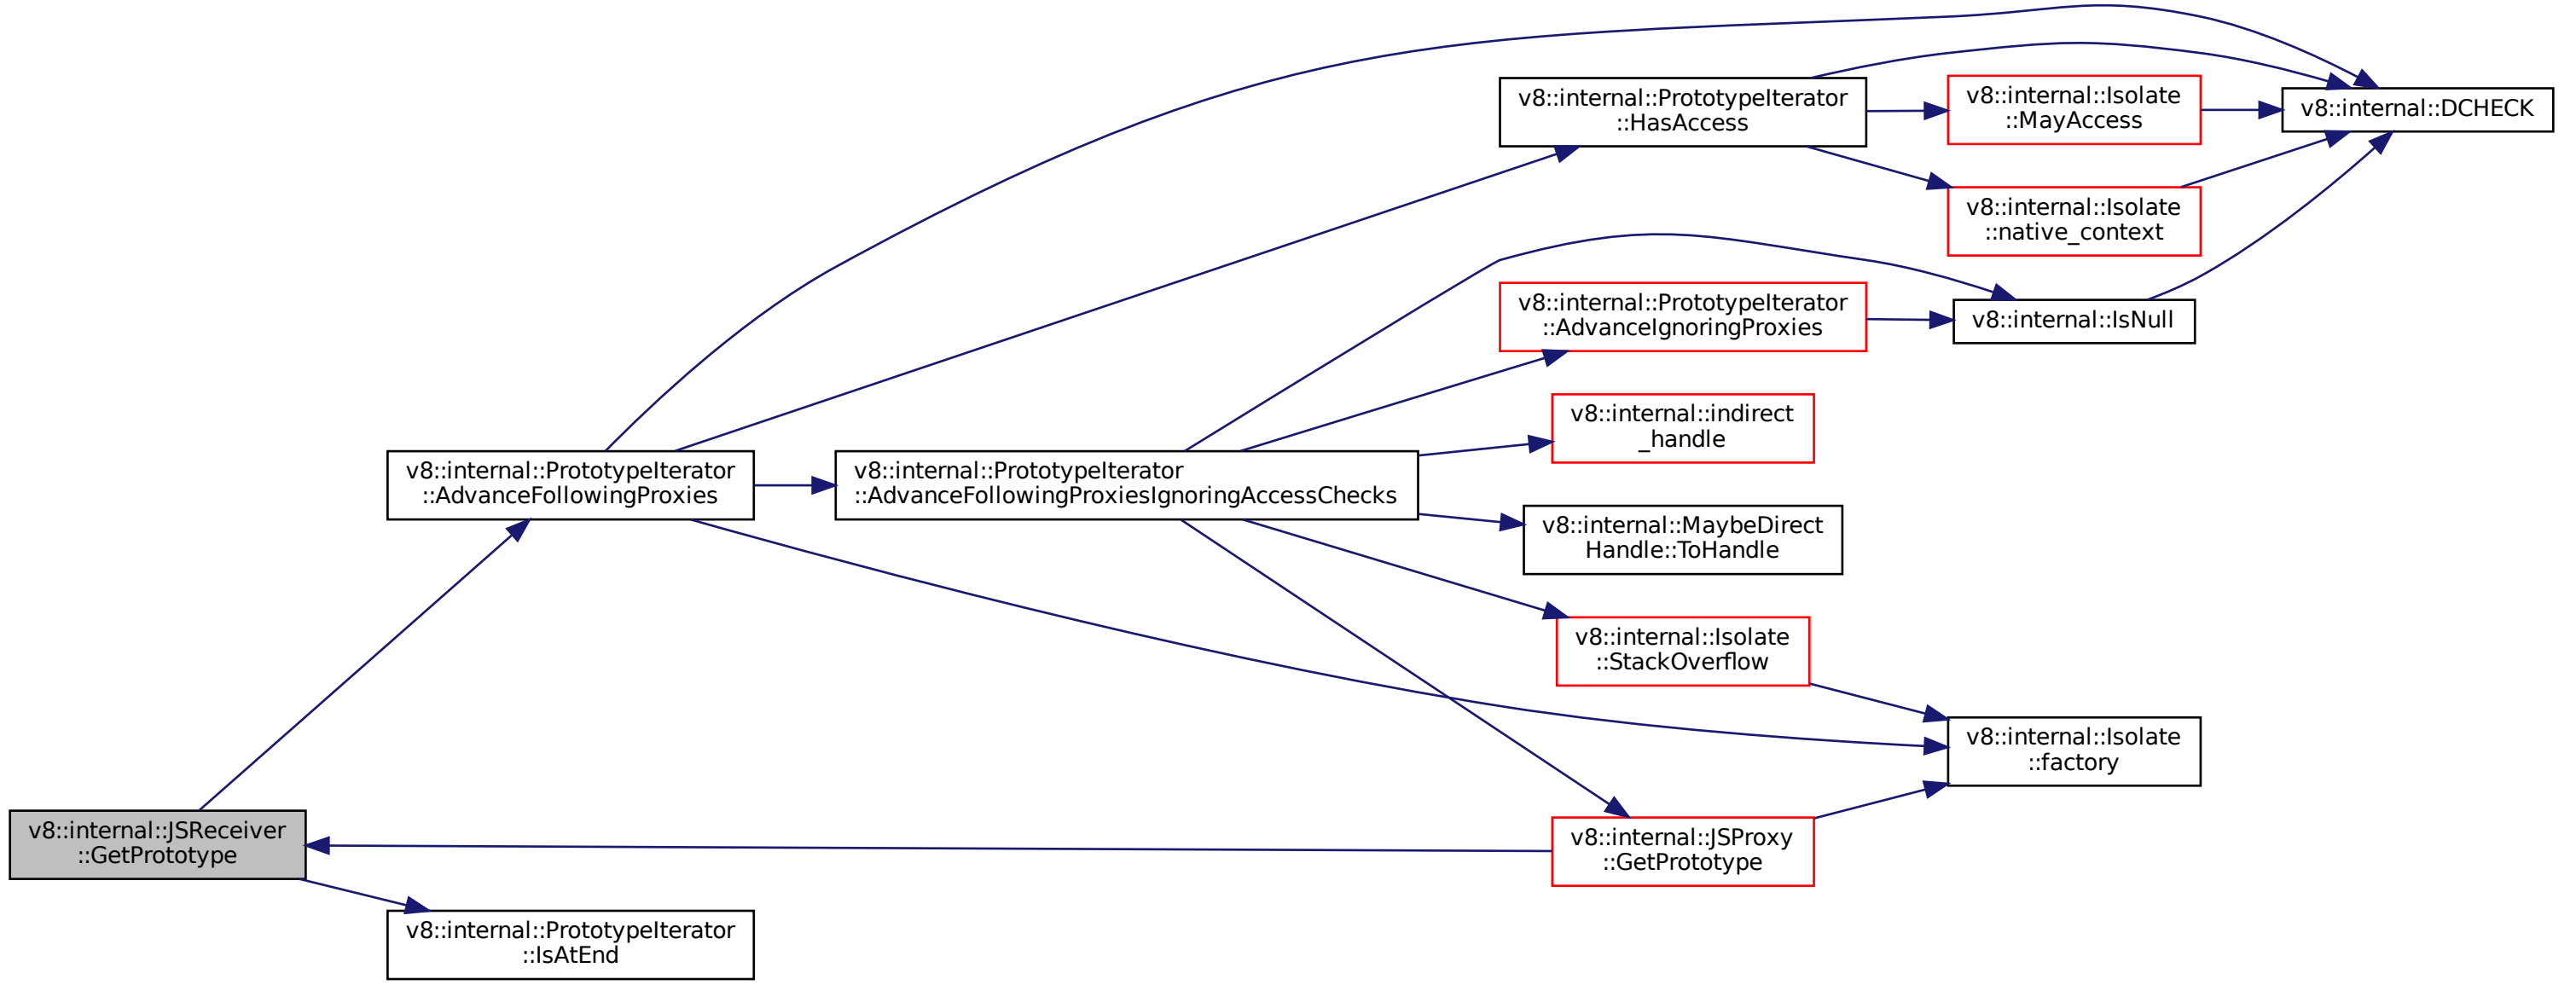 v8::internal::PrototypeIterator
::HasAccess
v8::internal::Isolate
::MayAccess
v8::internal::DCHECK
v8::internal::Isolate
::native_context
v8::internal::PrototypeIterator
::AdvanceIgnoringProxies
v8::internal::IsNull
v8::internal::indirect
_handle
v8::internal::PrototypeIterator
::AdvanceFollowingProxies
v8::internal::PrototypeIterator
::AdvanceFollowingProxiesIgnoringAccessChecks
v8::internal::MaybeDirect
Handle::ToHandle
v8::internal::Isolate
::StackOverflow
v8::internal::Isolate
::factory
v8::internal::JSReceiver
::GetPrototype
v8::internal::JSProxy
::GetPrototype
v8::internal::PrototypeIterator
::IsAtEnd